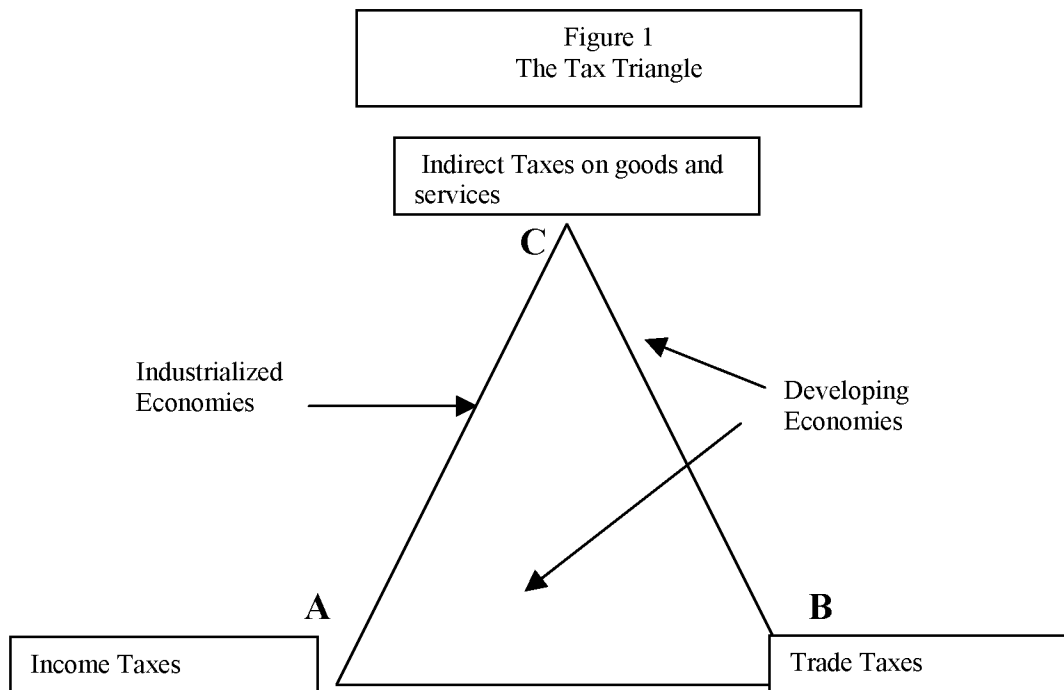 Figure 1
The Tax Triangle
Indirect Taxes on goods and
services
C
Industrialized
Economies
Developing
Economies
A
B
Income Taxes
Trade Taxes